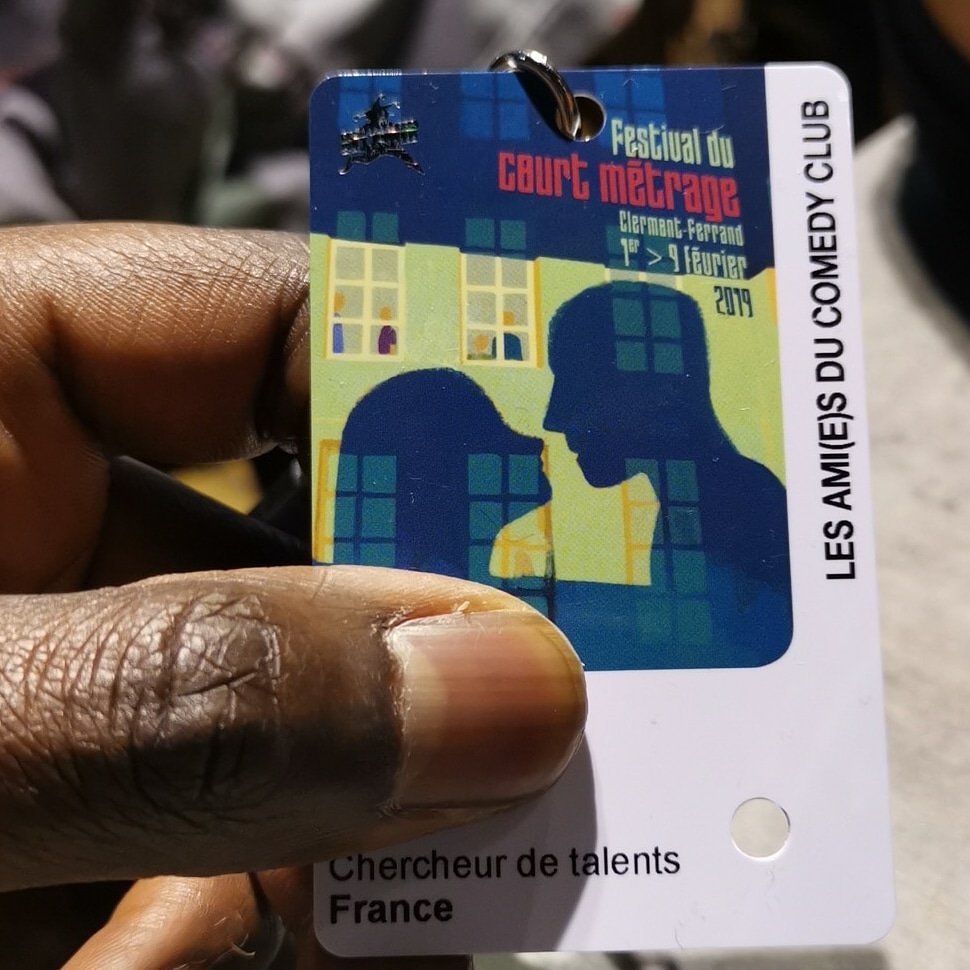 Festival du
court métrage
Clermont-Ferrand
1er > 9 février
2019
LES AMI(E)S DU COMEDY CLUB
Chercheur de talents
France